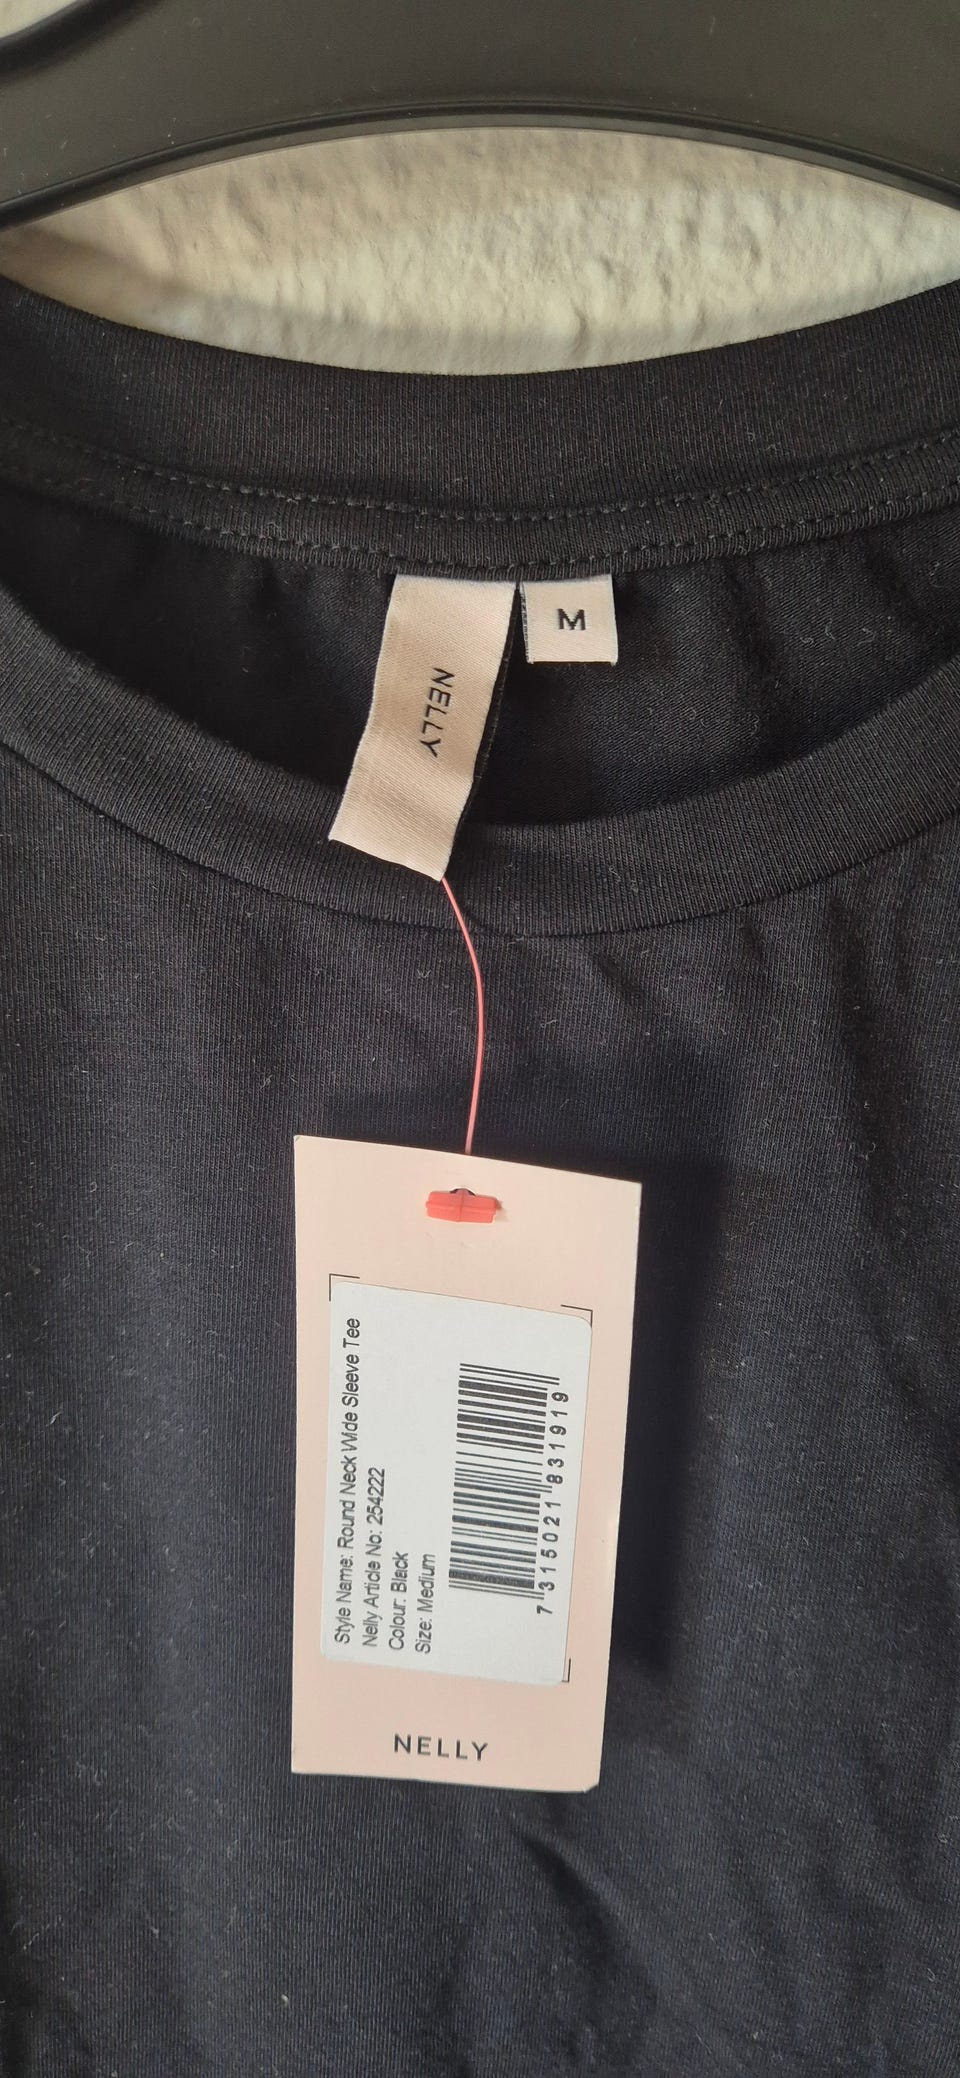 NELLY
M
Style Name: Round Neck Wide Sleeve Tee
Nelly Article No: 254222
Colour: Black
Size: Medium
7 315021 831919
NELLY